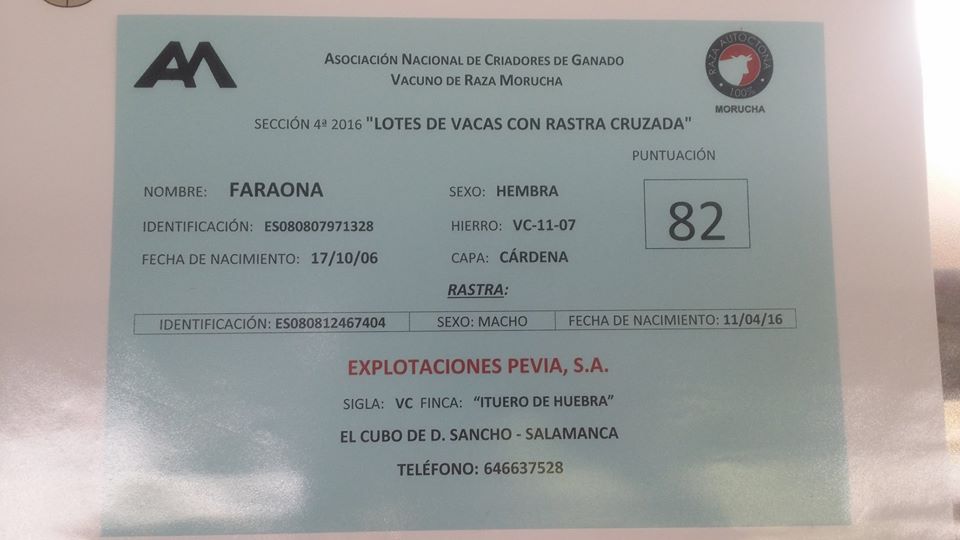 ASOCIACIÓN NACIONAL DE CRIADORES DE GANADO
VACUNO DE RAZA MORUCHA
RAZA AUTÓCTONA
100%
MORUCHA
SECCIÓN 4ª 2016 "LOTES DE VACAS CON RASTRA CRUZADA"
PUNTUACIÓN
NOMBRE: FARAONA SEXO: HEMBRA
82
IDENTIFICACIÓN: ES080807971328 HIERRO: VC-11-07
FECHA DE NACIMIENTO: 17/10/06 CAPA: CÁRDENA
RASTRA:
IDENTIFICACIÓN: ES080812467404 SEXO: MACHO FECHA DE NACIMIENTO: 11/04/16
EXPLOTACIONES PEVIA, S.A.
SIGLA: VC FINCA: "ITUERO DE HUEBRA"
EL CUBO DE D. SANCHO - SALAMANCA
TELÉFONO: 646637528